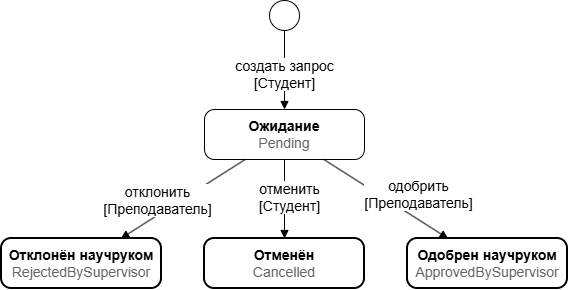 создать запрос
[Студент]
Ожидание
Pending
отклонить
[Преподаватель]
отменить
[Студент]
одобрить
[Преподаватель]
Отклонён научруком
RejectedBySupervisor
Отменён
Cancelled
Одобрен научруком
ApprovedBySupervisor